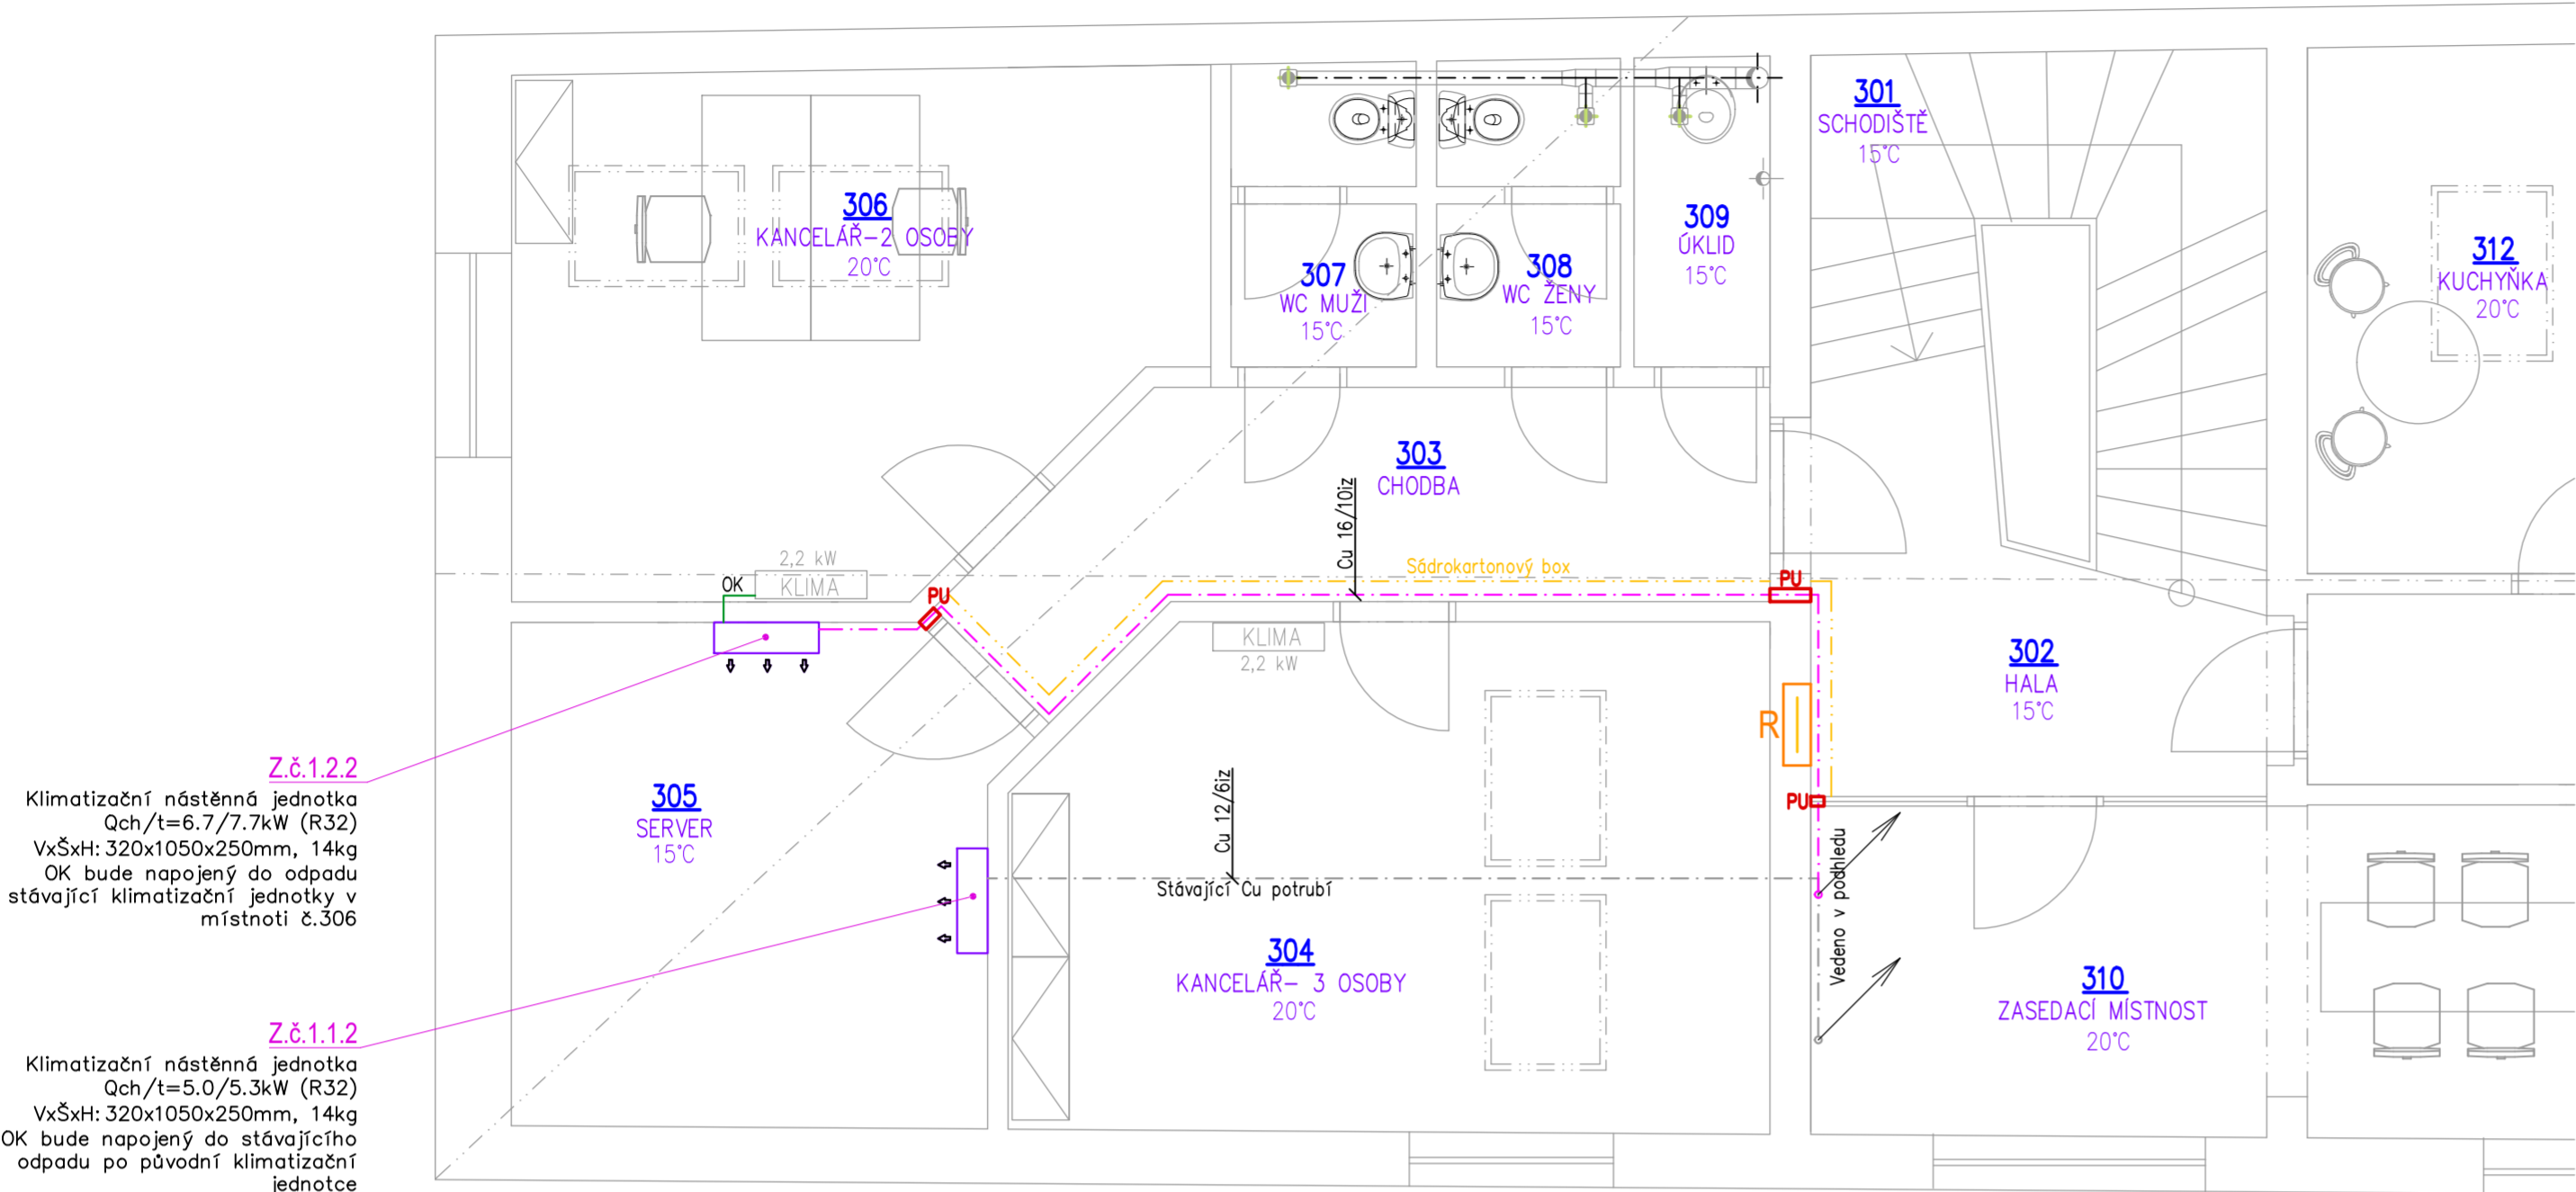 301
SCHODIŠTĚ
15°C
306
KANCELÁŘ-2 OSOBY
20°C
307
WC MUŽI
15°C
308
WC ŽENY
15°C
309
ÚKLID
15°C
312
KUCHYŇKA
20°C
303
CHODBA
Cu 16/10iz
Sádrokartonový box
2,2 kW
KLIMA
OK
PU
PU
KLIMA
2,2 kW
302
HALA
15°C
R
PU
Z.č.1.2.2
Klimatizační nástěnná jednotka
Qch/t=6.7/7.7kW (R32)
VxŠxH: 320x1050x250mm, 14kg
OK bude napojený do odpadu
stávající klimatizační jednotky v
místnoti č.306
305
SERVER
15°C
Cu 12/6iz
Stávající Cu potrubí
Vedeno v podhledu
304
KANCELÁŘ- 3 OSOBY
20°C
310
ZASEDACÍ MÍSTNOST
20°C
Z.č.1.1.2
Klimatizační nástěnná jednotka
Qch/t=5.0/5.3kW (R32)
VxŠxH: 320x1050x250mm, 14kg
OK bude napojený do stávajícího
odpadu po původní klimatizační
jednotce